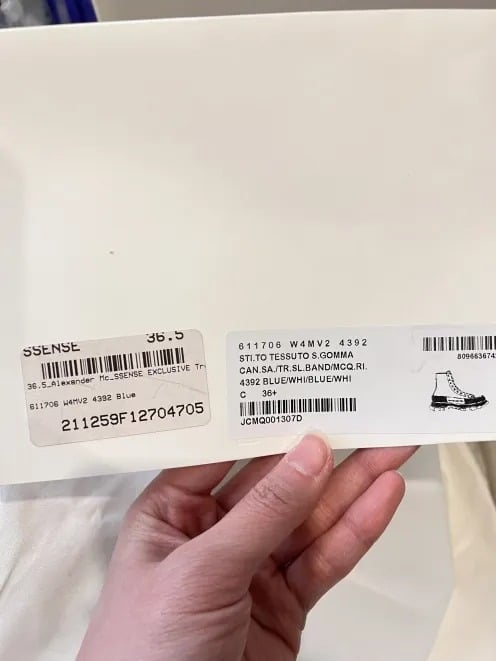 SSENSE 36.5
36.5_Alexander Mc_SSENSE EXCLUSIVE Tr
611706 W4MV2 4392 Blue
211259F12704705
611706 W4MV2 4392
STI.TO TESSUTO S.GOMMA
CAN.SA./TR.SL.BAND/MCQ.RI.
4392 BLUE/WHI/BLUE/WHI
C 36+
JCMQ001307D
809663674